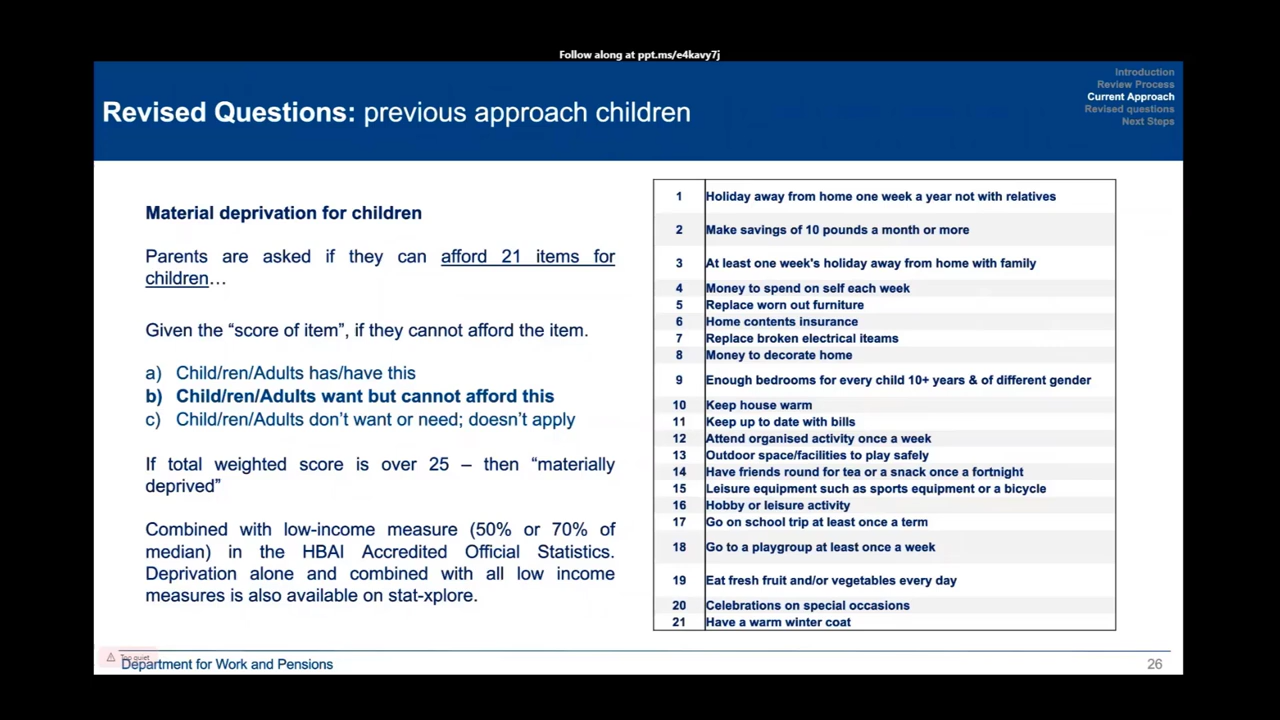 Follow along at ppt.ms/e4kavy7j
Introduction
Review Process
Current Approach
Revised questions
Next Steps
Revised Questions: previous approach children
Material deprivation for children
Parents are asked if they can afford 21 items for
children…
Given the “score of item”, if they cannot afford the item.
a) Child/ren/Adults has/have this
b) Child/ren/Adults want but cannot afford this
c) Child/ren/Adults don’t want or need; doesn’t apply
If total weighted score is over 25 – then “materially
deprived”
Combined with low-income measure (50% or 70% of
median) in the HBAI Accredited Official Statistics.
Deprivation alone and combined with all low income
measures is also available on stat-xplore.
1 Holiday away from home one week a year not with relatives
2 Make savings of 10 pounds a month or more
3 At least one week's holiday away from home with family
4 Money to spend on self each week
5 Replace worn out furniture
6 Home contents insurance
7 Replace broken electrical iteams
8 Money to decorate home
9 Enough bedrooms for every child 10+ years & of different gender
10 Keep house warm
11 Keep up to date with bills
12 Attend organised activity once a week
13 Outdoor space/facilities to play safely
14 Have friends round for tea or a snack once a fortnight
15 Leisure equipment such as sports equipment or a bicycle
16 Hobby or leisure activity
17 Go on school trip at least once a term
18 Go to a playgroup at least once a week
19 Eat fresh fruit and/or vegetables every day
20 Celebrations on special occasions
21 Have a warm winter coat
Too quiet
Department for Work and Pensions
26